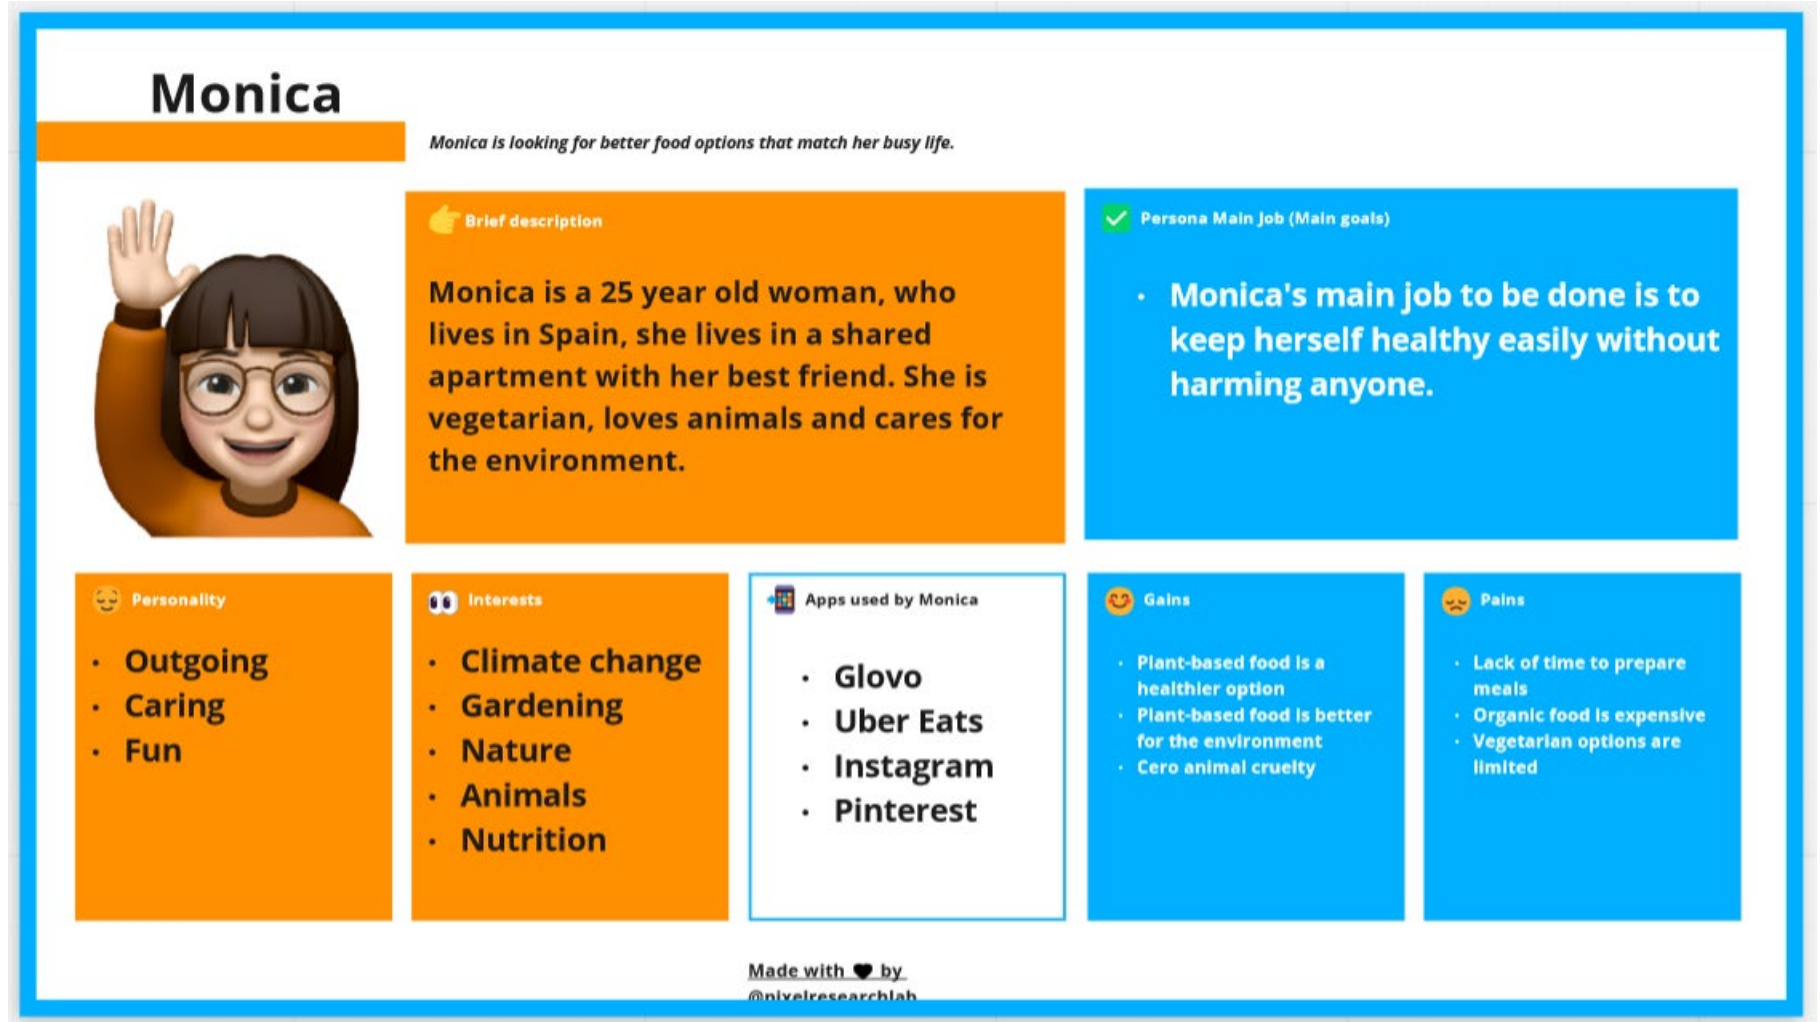 Monica
Monica is looking for better food options that match her busy life.
Brief description
Monica is a 25 year old woman, who
lives in Spain, she lives in a shared
apartment with her best friend. She is
vegetarian, loves animals and cares for
the environment.
Persona Main Job (Main goals)
• Monica's main job to be done is to
keep herself healthy easily without
harming anyone.
Personality
• Outgoing
• Caring
• Fun
Interests
• Climate change
• Gardening
• Nature
• Animals
• Nutrition
Apps used by Monica
• Glovo
• Uber Eats
• Instagram
• Pinterest
Gains
• Plant-based food is a
healthier option
• Plant-based food is better
for the environment
• Cero animal cruelty
Pains
• Lack of time to prepare
meals
• Organic food is expensive
• Vegetarian options are
limited
Made with 🖤 by
@pixelresearchlab